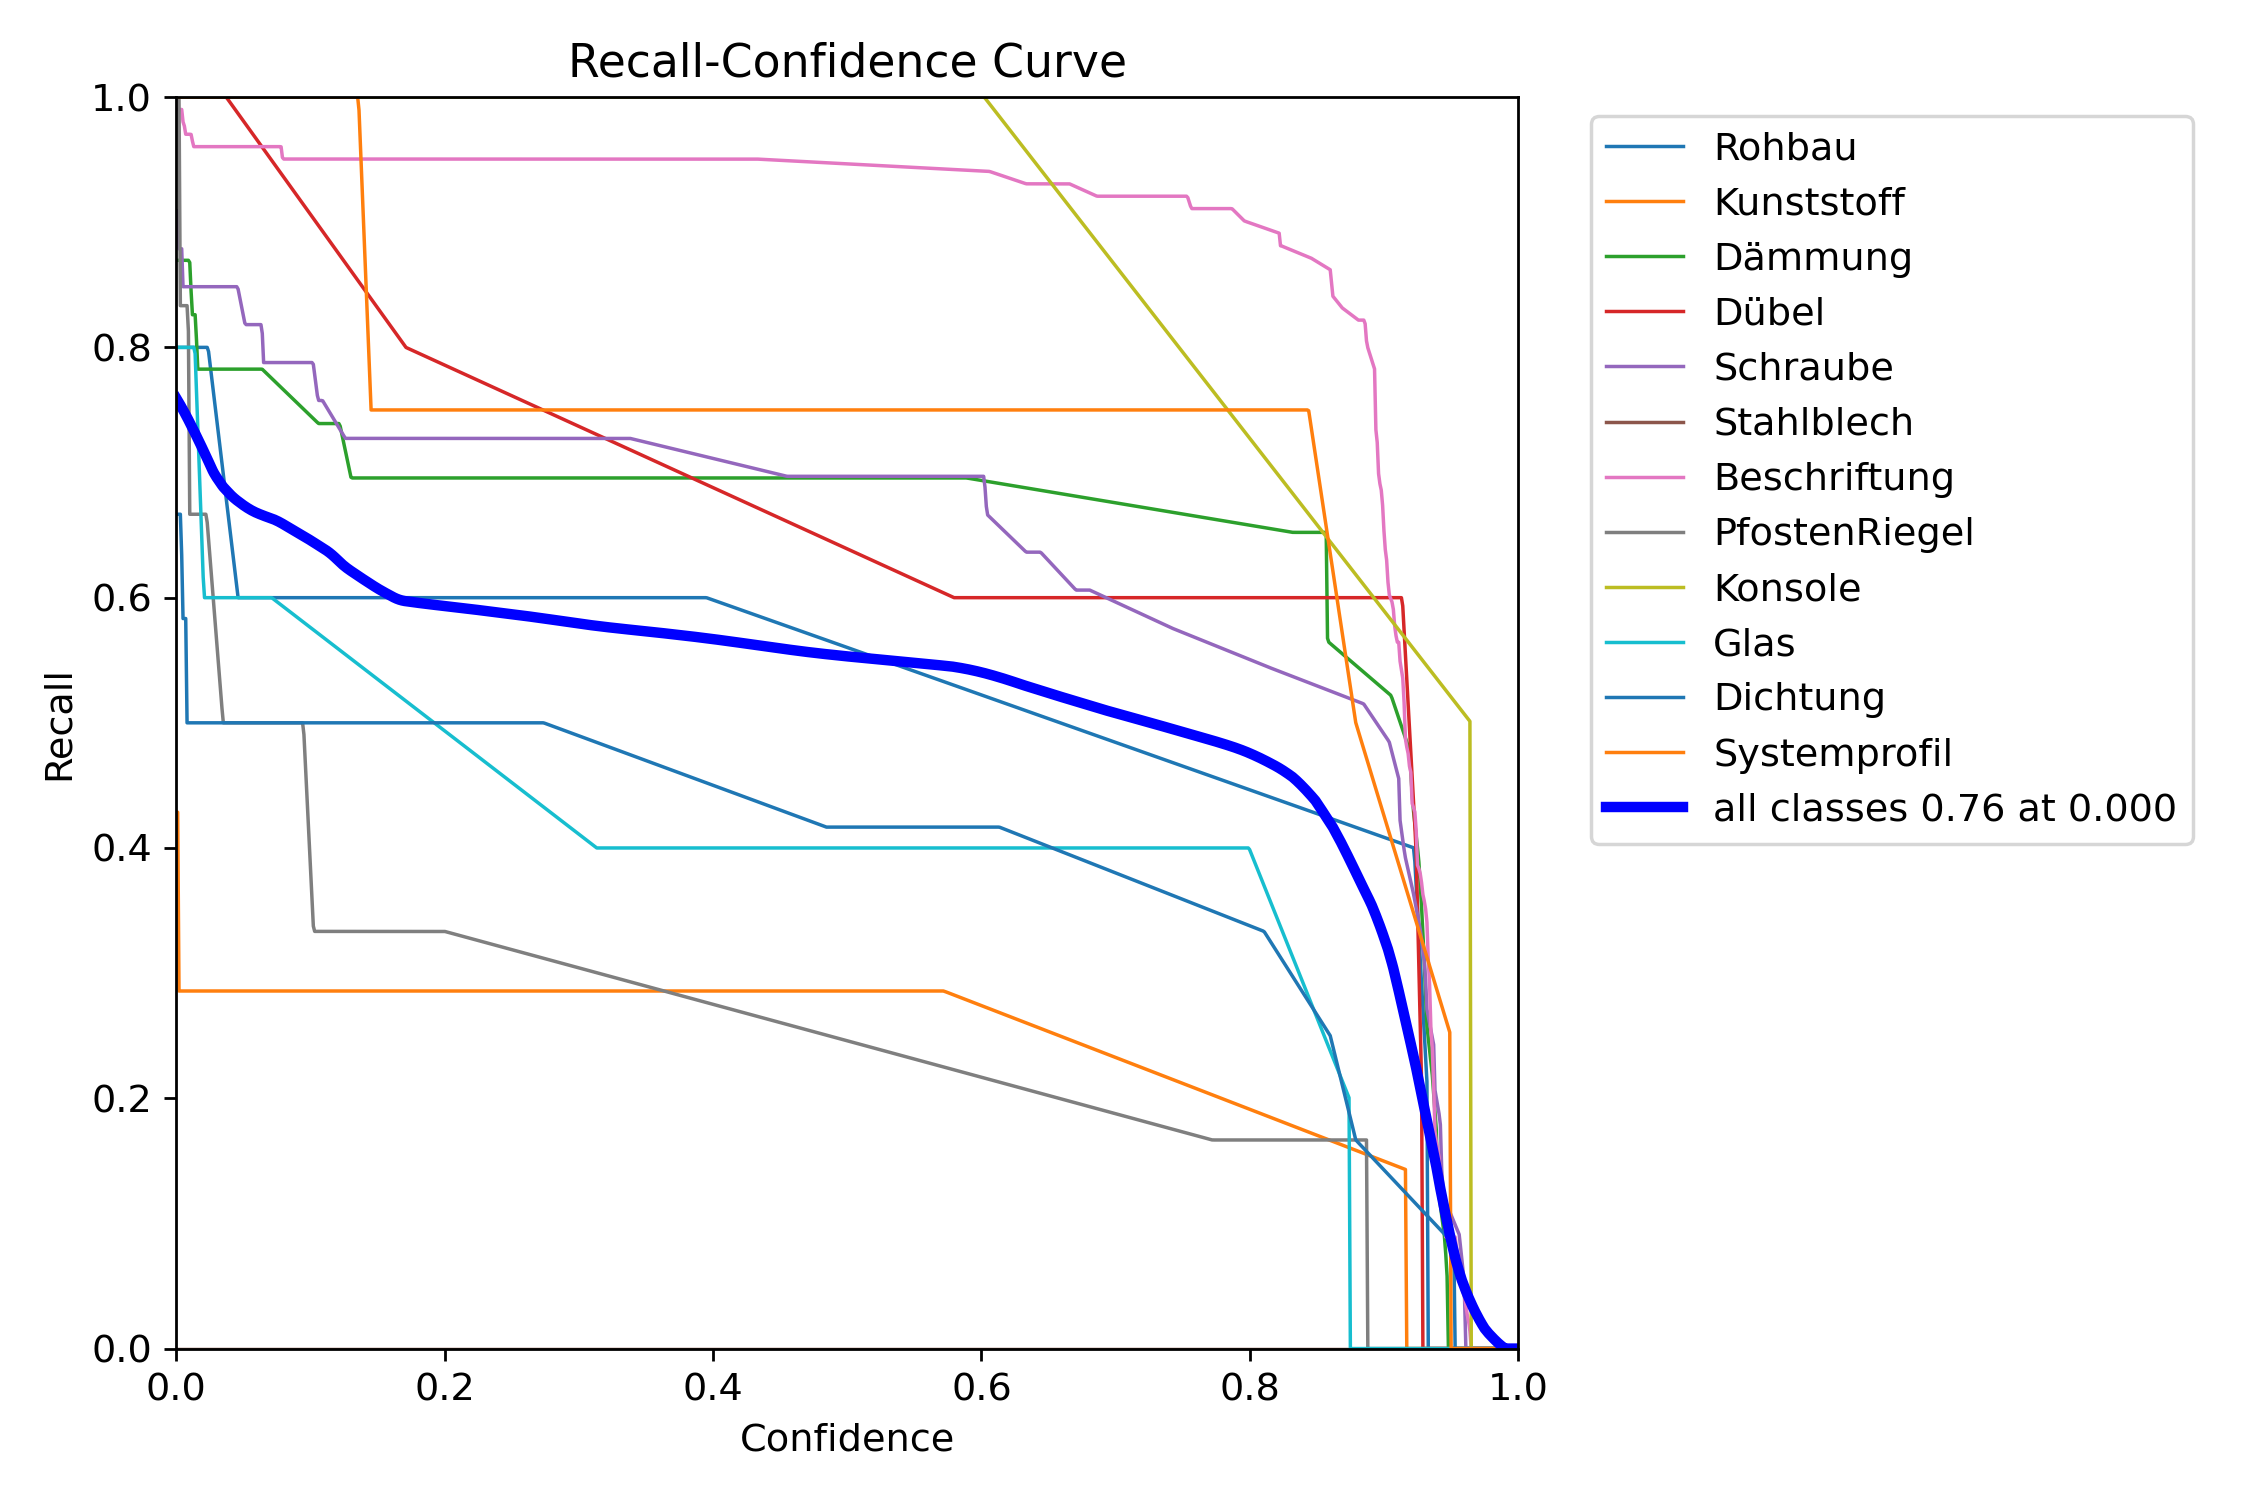 Recall-Confidence Curve
1.0
0.8
0.6
0.4
0.2
0.0
Recall
0.0 0.2 0.4 0.6 0.8 1.0
Confidence
Rohbau
Kunststoff
Dämmung
Dübel
Schraube
Stahlblech
Beschriftung
PfostenRiegel
Konsole
Glas
Dichtung
Systemprofil
all classes 0.76 at 0.000